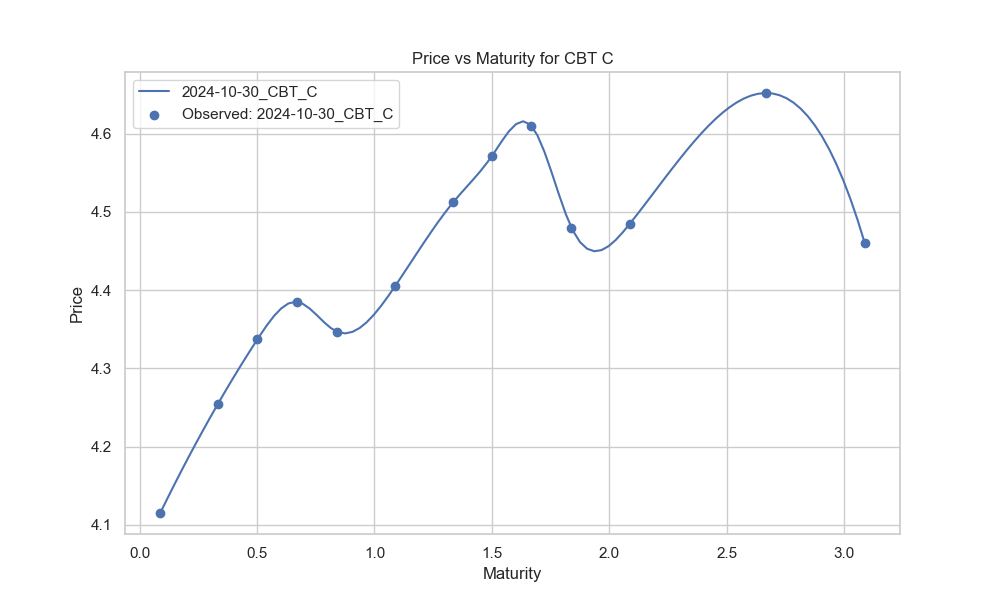 Price vs Maturity for CBT C
2024-10-30_CBT_C
Observed: 2024-10-30_CBT_C
Price
4.6
4.5
4.4
4.3
4.2
4.1
0.0 0.5 1.0 1.5 2.0 2.5 3.0
Maturity